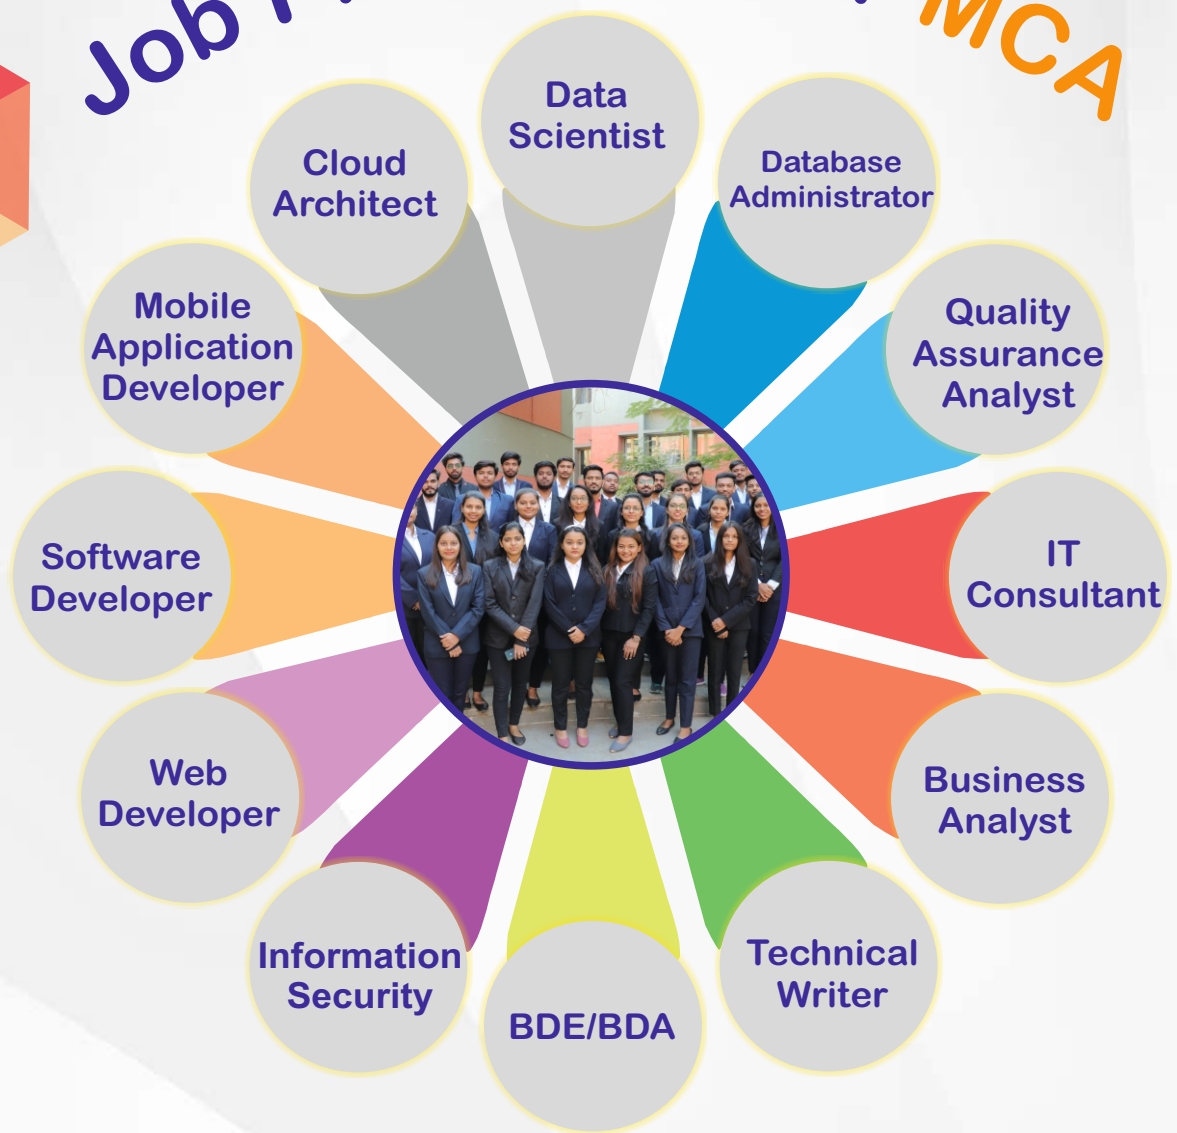 Job
MCA
Data
Scientist
Database
Administrator
Quality
Assurance
Analyst
IT
Consultant
Business
Analyst
Technical
Writer
BDE/BDA
Information
Security
Web
Developer
Software
Developer
Mobile
Application
Developer
Cloud
Architect